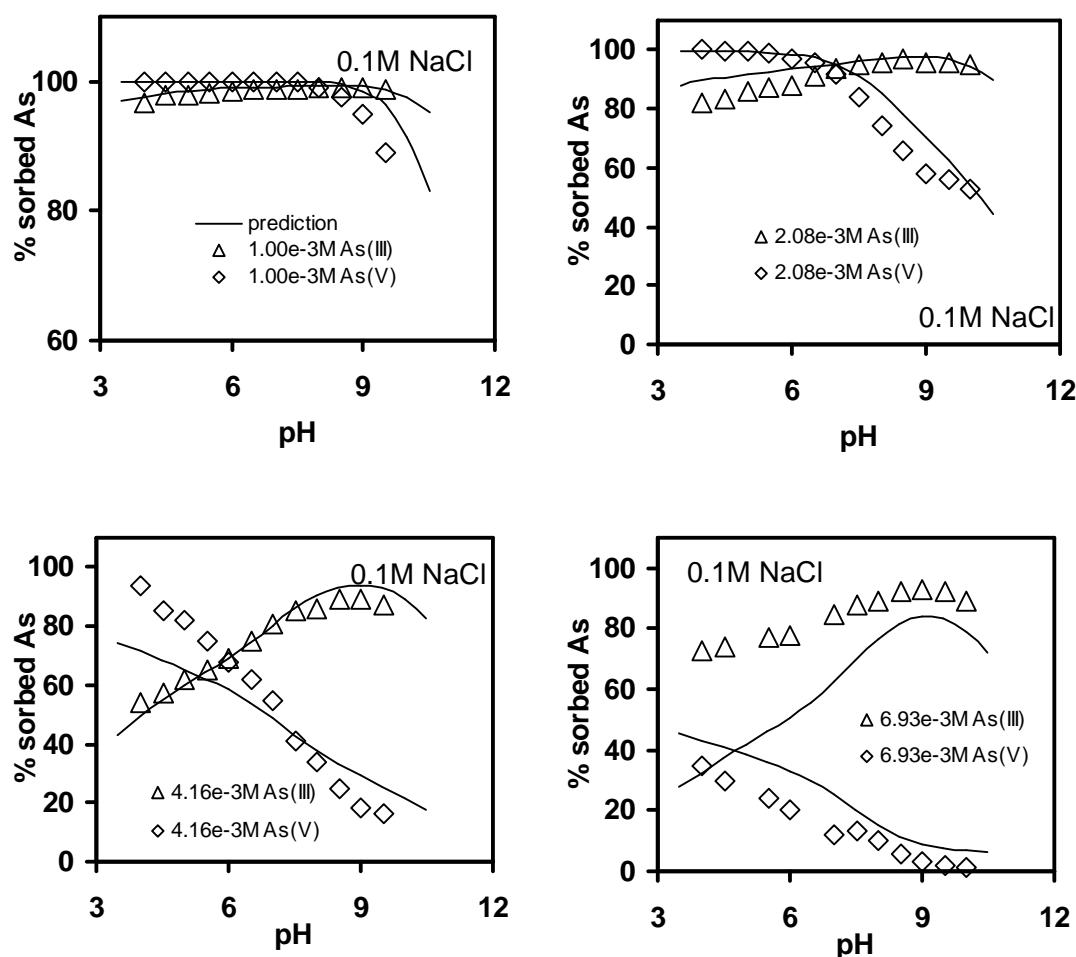 0.1M NaCl
% sorbed As
100
80
60
prediction
1.00e-3M As(III)
1.00e-3M As(V)
3 6 9 12
pH
% sorbed As
100
80
60
40
20
0
2.08e-3M As(III)
2.08e-3M As(V)
0.1M NaCl
3 6 9 12
pH
% sorbed As
100
80
60
40
20
0
0.1M NaCl
4.16e-3M As(III)
4.16e-3M As(V)
3 6 9 12
pH
% sorbed As
100
80
60
40
20
0
0.1M NaCl
6.93e-3M As(III)
6.93e-3M As(V)
3 6 9 12
pH